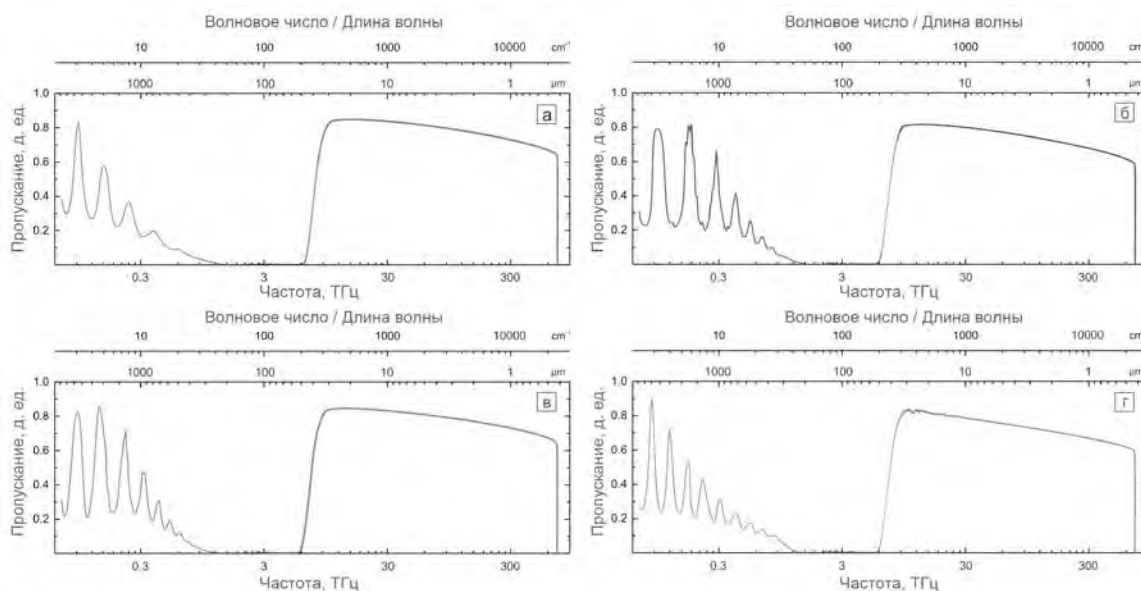 Волновое число / Длина волны
10 100 1000 10000 cm⁻¹
1000 100 10 1 µm
Пропускание, д. ед.
1.0
0.8
0.6
0.4
0.2
а
0.3 3 30 300
Частота, ТГц
Волновое число / Длина волны
10 100 1000 10000 cm⁻¹
1000 100 10 1 µm
Пропускание, д. ед.
1.0
0.8
0.6
0.4
0.2
б
0.3 3 30 300
Частота, ТГц
Волновое число / Длина волны
10 100 1000 10000 cm⁻¹
1000 100 10 1 µm
Пропускание, д. ед.
1.0
0.8
0.6
0.4
0.2
в
0.3 3 30 300
Частота, ТГц
Волновое число / Длина волны
10 100 1000 10000 cm⁻¹
1000 100 10 1 µm
Пропускание, д. ед.
1.0
0.8
0.6
0.4
0.2
г
0.3 3 30 300
Частота, ТГц